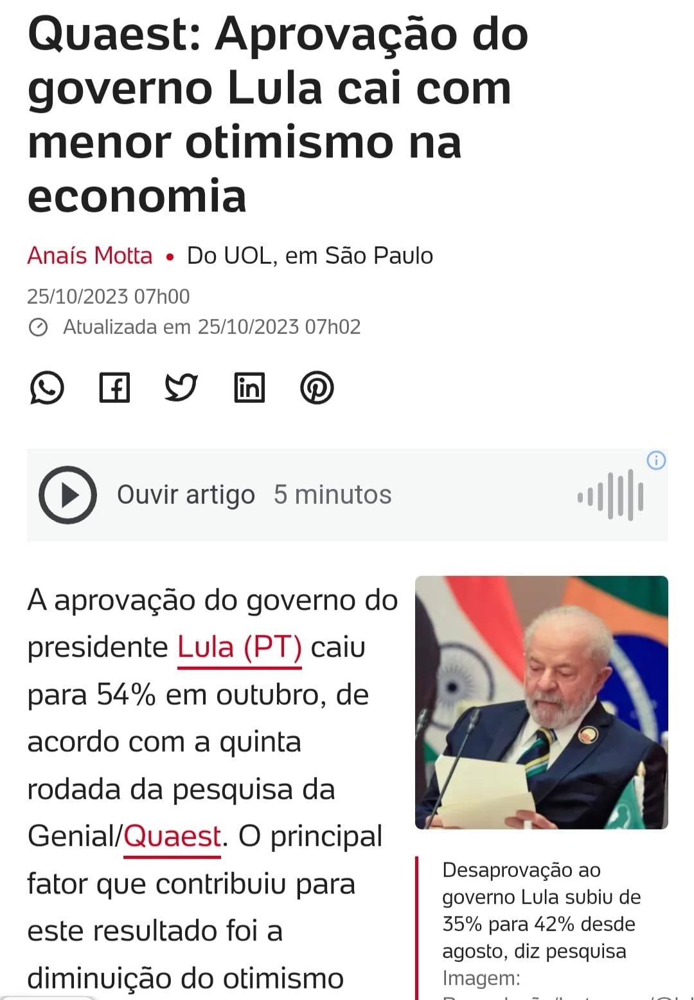 Quaest: Aprovação do
governo Lula cai com
menor otimismo na
economia
Anaís Motta • Do UOL, em São Paulo
25/10/2023 07h00
Atualizada em 25/10/2023 07h02
Ouvir artigo 5 minutos
A aprovação do governo do
presidente Lula (PT) caiu
para 54% em outubro, de
acordo com a quinta
rodada da pesquisa da
Genial/Quaest. O principal
fator que contribuiu para
este resultado foi a
diminuição do otimismo
Desaprovação ao
governo Lula subiu de
35% para 42% desde
agosto, diz pesquisa
Imagem: